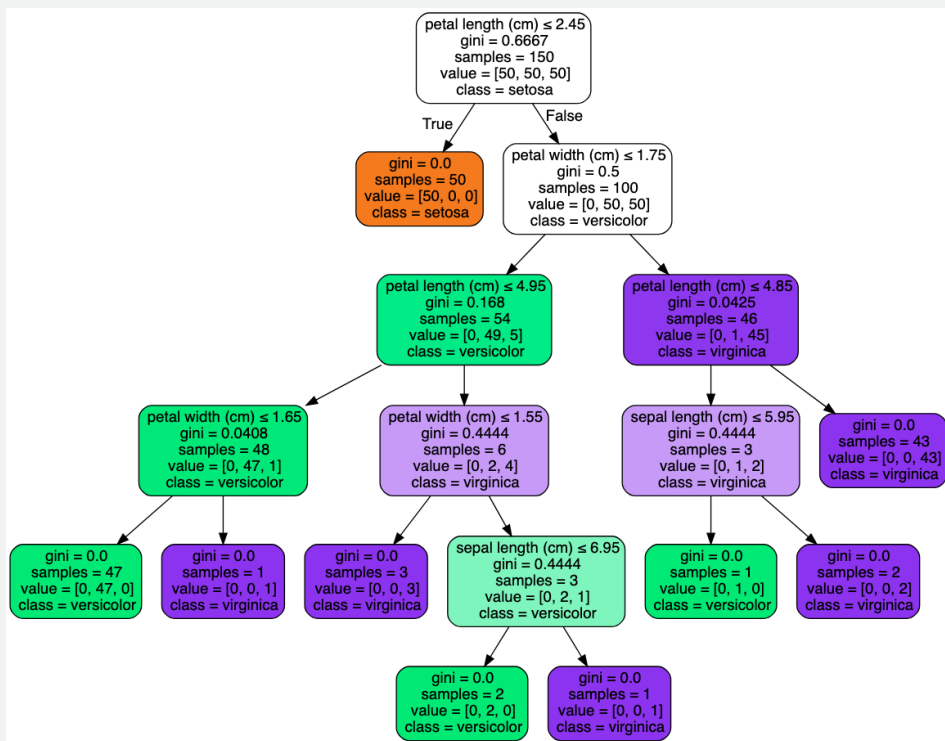 petal length (cm) ≤ 2.45
gini = 0.6667
samples = 150
value = [50, 50, 50]
class = setosa
True
False
gini = 0.0
samples = 50
value = [50, 0, 0]
class = setosa
petal width (cm) ≤ 1.75
gini = 0.5
samples = 100
value = [0, 50, 50]
class = versicolor
petal length (cm) ≤ 4.95
gini = 0.168
samples = 54
value = [0, 49, 5]
class = versicolor
petal length (cm) ≤ 4.85
gini = 0.0425
samples = 46
value = [0, 1, 45]
class = virginica
petal width (cm) ≤ 1.65
gini = 0.0408
samples = 48
value = [0, 47, 1]
class = versicolor
petal width (cm) ≤ 1.55
gini = 0.4444
samples = 6
value = [0, 2, 4]
class = virginica
sepal length (cm) ≤ 5.95
gini = 0.4444
samples = 3
value = [0, 1, 2]
class = virginica
gini = 0.0
samples = 43
value = [0, 0, 43]
class = virginica
gini = 0.0
samples = 47
value = [0, 47, 0]
class = versicolor
gini = 0.0
samples = 1
value = [0, 0, 1]
class = virginica
gini = 0.0
samples = 3
value = [0, 0, 3]
class = virginica
sepal length (cm) ≤ 6.95
gini = 0.4444
samples = 3
value = [0, 2, 1]
class = versicolor
gini = 0.0
samples = 1
value = [0, 1, 0]
class = versicolor
gini = 0.0
samples = 2
value = [0, 0, 2]
class = virginica
gini = 0.0
samples = 2
value = [0, 2, 0]
class = versicolor
gini = 0.0
samples = 1
value = [0, 0, 1]
class = virginica